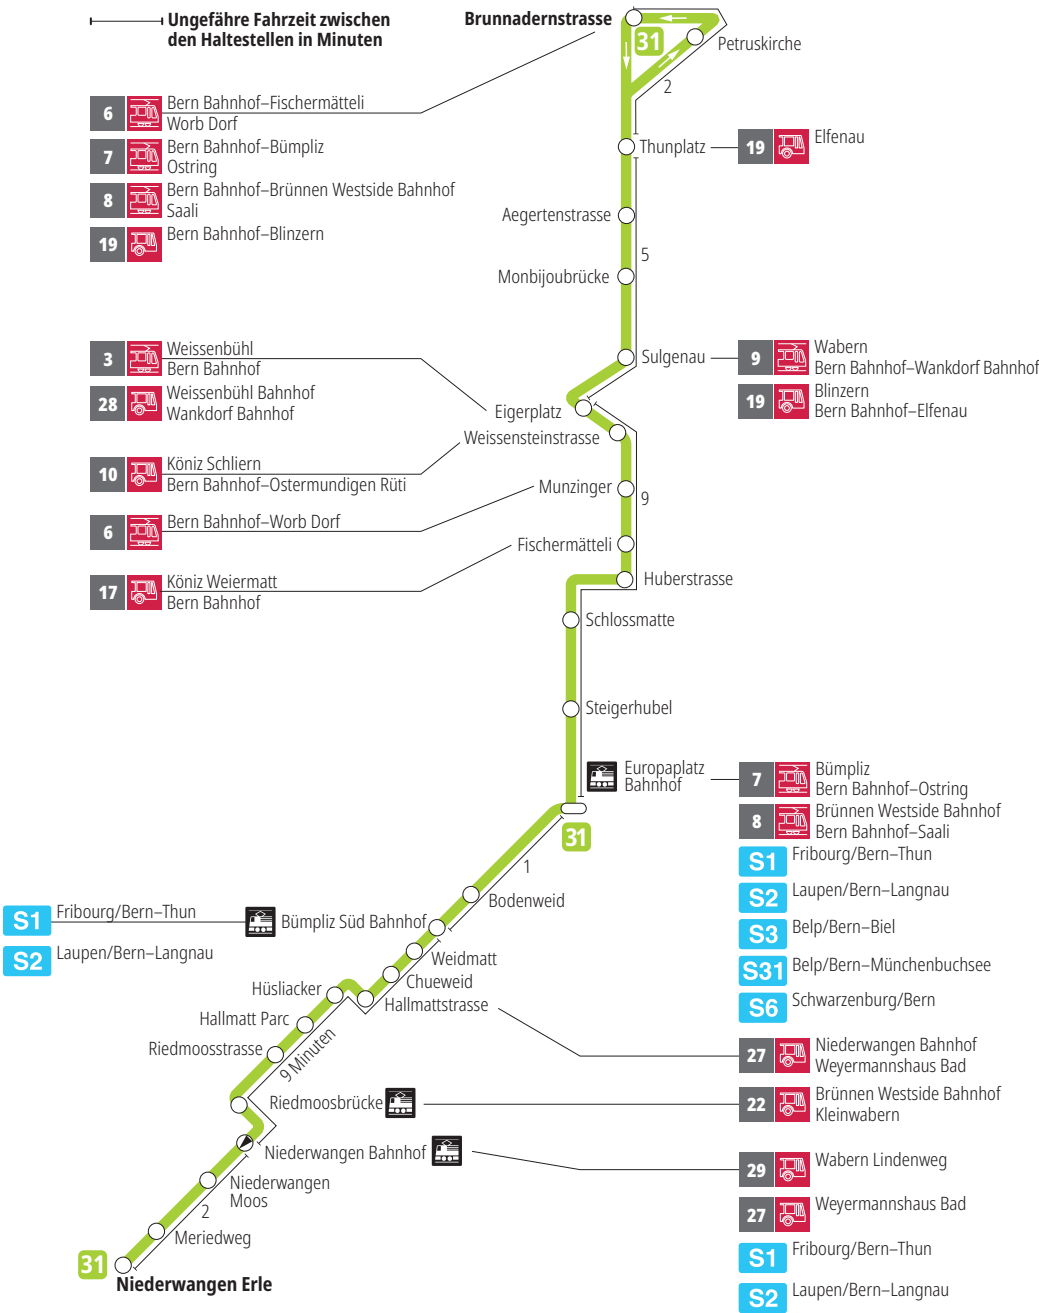 Ungefähre Fahrzeit zwischen
den Haltestellen in Minuten
Brunnadernstrasse
31
Petruskirche
2
6
Bern Bahnhof–Fischermätteli
Worb Dorf
7
Bern Bahnhof–Bümpliz
Ostring
8
Bern Bahnhof–Brünnen Westside Bahnhof
Saali
19
Bern Bahnhof–Blinzern
Thunplatz
19
Elfenau
Aegertenstrasse
5
Monbijoubrücke
3
Weissenbühl
Bern Bahnhof
28
Weissenbühl Bahnhof
Wankdorf Bahnhof
Sulgenau
9
Wabern
Bern Bahnhof–Wankdorf Bahnhof
19
Blinzern
Bern Bahnhof–Elfenau
Eigerplatz
Weissensteinstrasse
10
Köniz Schliern
Bern Bahnhof–Ostermundigen Rüti
Munzinger
9
6
Bern Bahnhof–Worb Dorf
Fischermätteli
17
Köniz Weiermatt
Bern Bahnhof
Huberstrasse
Schlossmatte
Steigerhubel
Europaplatz
Bahnhof
7
Bümpliz
Bern Bahnhof–Ostring
8
Brünnen Westside Bahnhof
Bern Bahnhof–Saali
S1
Fribourg/Bern–Thun
S2
Laupen/Bern–Langnau
S3
Belp/Bern–Biel
S31
Belp/Bern–Münchenbuchsee
S6
Schwarzenburg/Bern
31
1
Bodenweid
S1
Fribourg/Bern–Thun
S2
Laupen/Bern–Langnau
Bümpliz Süd Bahnhof
Weidmatt
Chueweid
Hallmattstrasse
27
Niederwangen Bahnhof
Weyermannshaus Bad
Hüsliacker
Hallmatt Parc
Riedmoosstrasse
9 Minuten
Riedmoosbrücke
22
Brünnen Westside Bahnhof
Kleinwabern
Niederwangen Bahnhof
29
Wabern Lindenweg
27
Weyermannshaus Bad
S1
Fribourg/Bern–Thun
S2
Laupen/Bern–Langnau
Niederwangen
Moos
2
Meriedweg
31
Niederwangen Erle